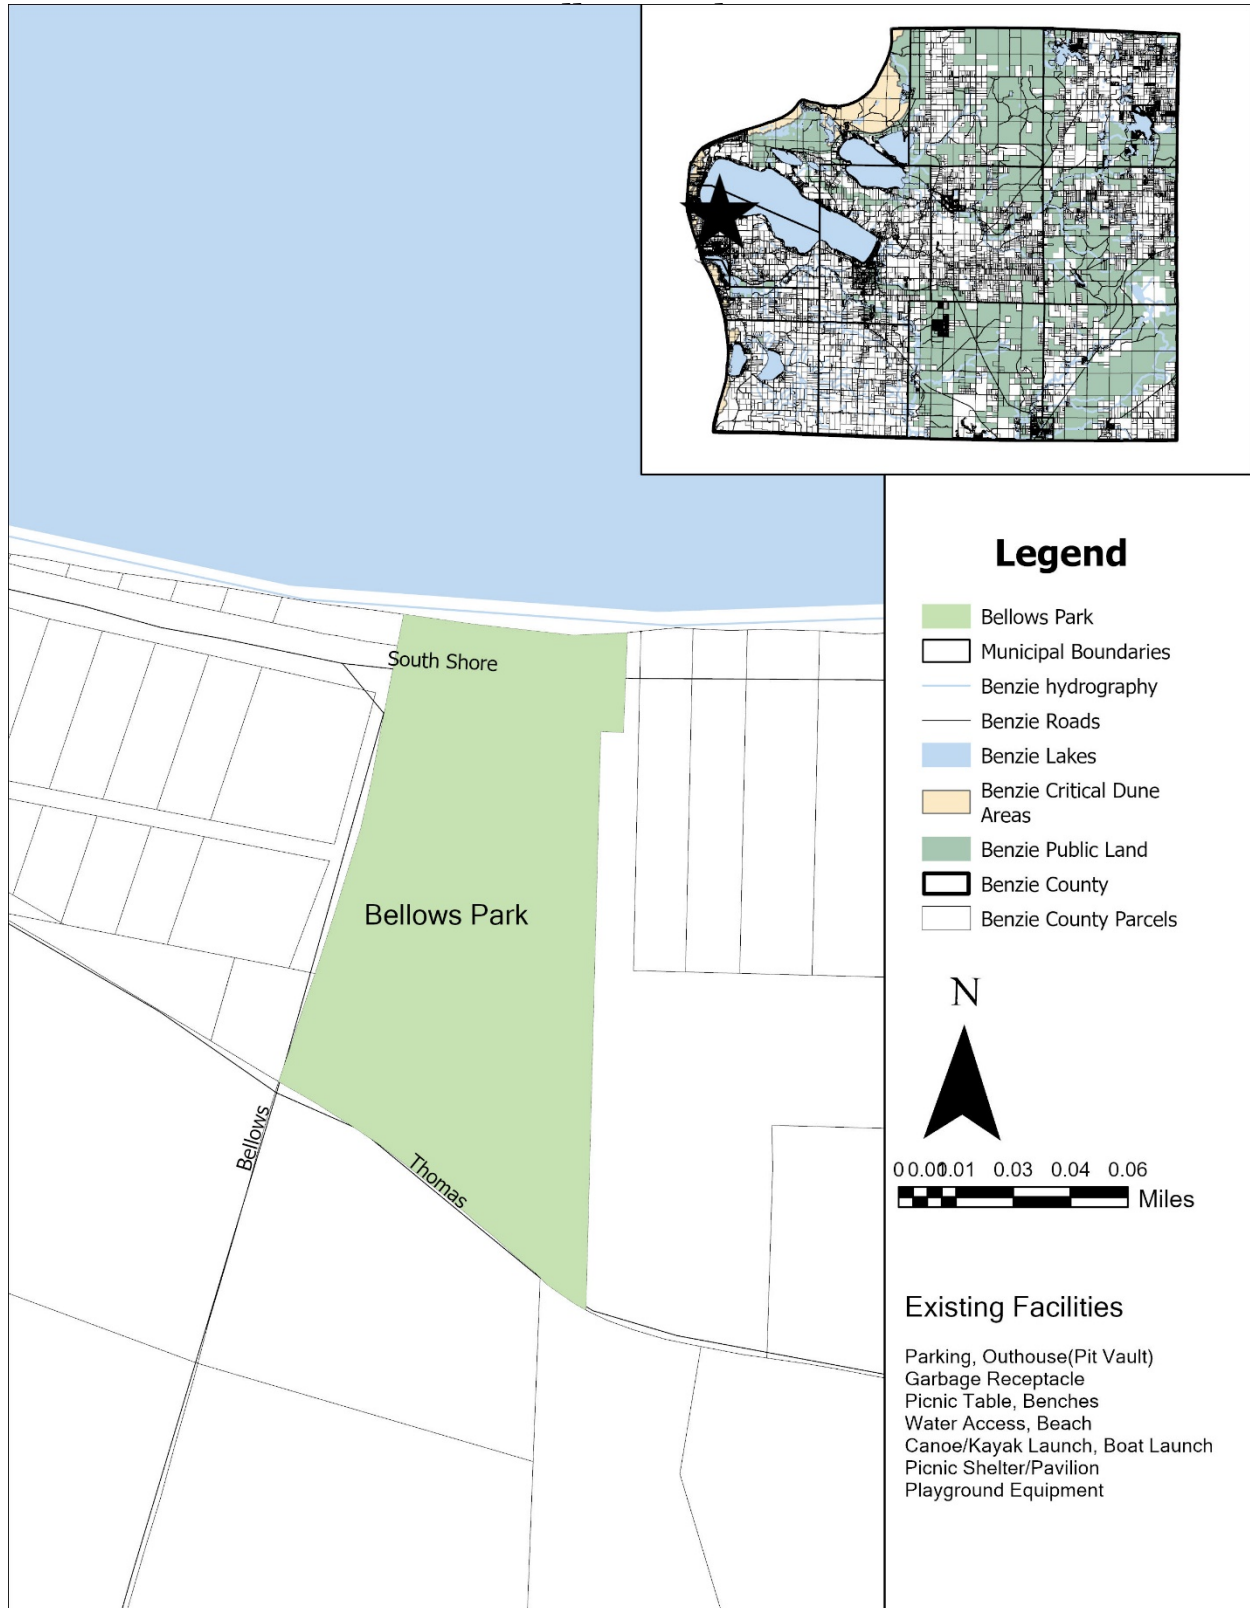 South Shore
Bellows Park
Bellows
Thomas
Legend
Bellows Park
Municipal Boundaries
Benzie hydrography
Benzie Roads
Benzie Lakes
Benzie Critical Dune
Areas
Benzie Public Land
Benzie County
Benzie County Parcels
N
0 0.01 0.01 0.03 0.04 0.06
Miles
Existing Facilities
Parking, Outhouse(Pit Vault)
Garbage Receptacle
Picnic Table, Benches
Water Access, Beach
Canoe/Kayak Launch, Boat Launch
Picnic Shelter/Pavilion
Playground Equipment